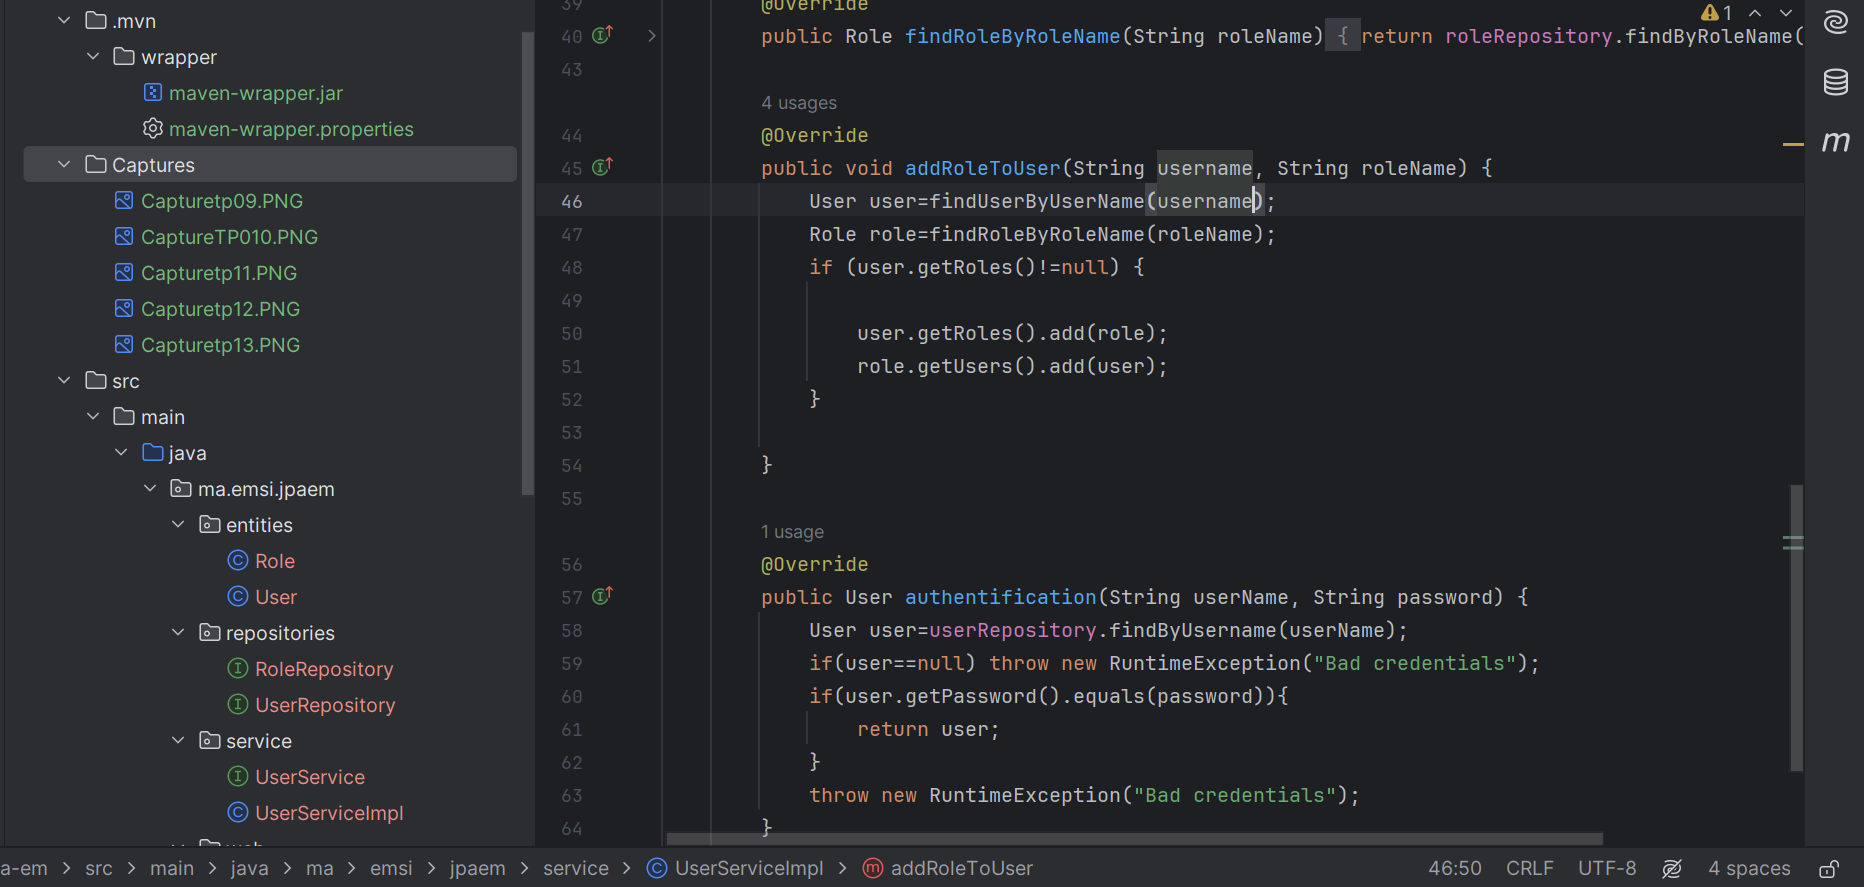 .mvn
wrapper
maven-wrapper.jar
maven-wrapper.properties
Captures
Capturetp09.PNG
CaptureTP010.PNG
Capturetp11.PNG
Capturetp12.PNG
Capturetp13.PNG
src
main
java
ma.emsi.jpaem
entities
Role
User
repositories
RoleRepository
UserRepository
service
UserService
UserServiceImpl
39 @Override
40 public Role findRoleByRoleName(String roleName) { return roleRepository.findByRoleName(
43
4 usages
44 @Override
45 public void addRoleToUser(String username, String roleName) {
46 User user=findUserByUserName(username);
47 Role role=findRoleByRoleName(roleName);
48 if (user.getRoles()!=null) {
49
50 user.getRoles().add(role);
51 role.getUsers().add(user);
52 }
53
54 }
55
1 usage
56 @Override
57 public User authentification(String userName, String password) {
58 User user=userRepository.findByUsername(userName);
59 if(user==null) throw new RuntimeException("Bad credentials");
60 if(user.getPassword().equals(password)){
61 return user;
62 }
63 throw new RuntimeException("Bad credentials");
64 }
1
m
a-em > src > main > java > ma > emsi > jpaem > service > UserServiceImpl > addRoleToUser 46:50 CRLF UTF-8 4 spaces